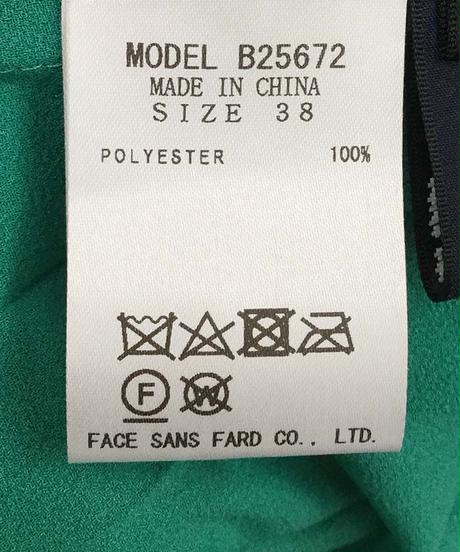 MODEL B25672
MADE IN CHINA
SIZE 38
POLYESTER 100%
F W
FACE SANS FARD CO., LTD.